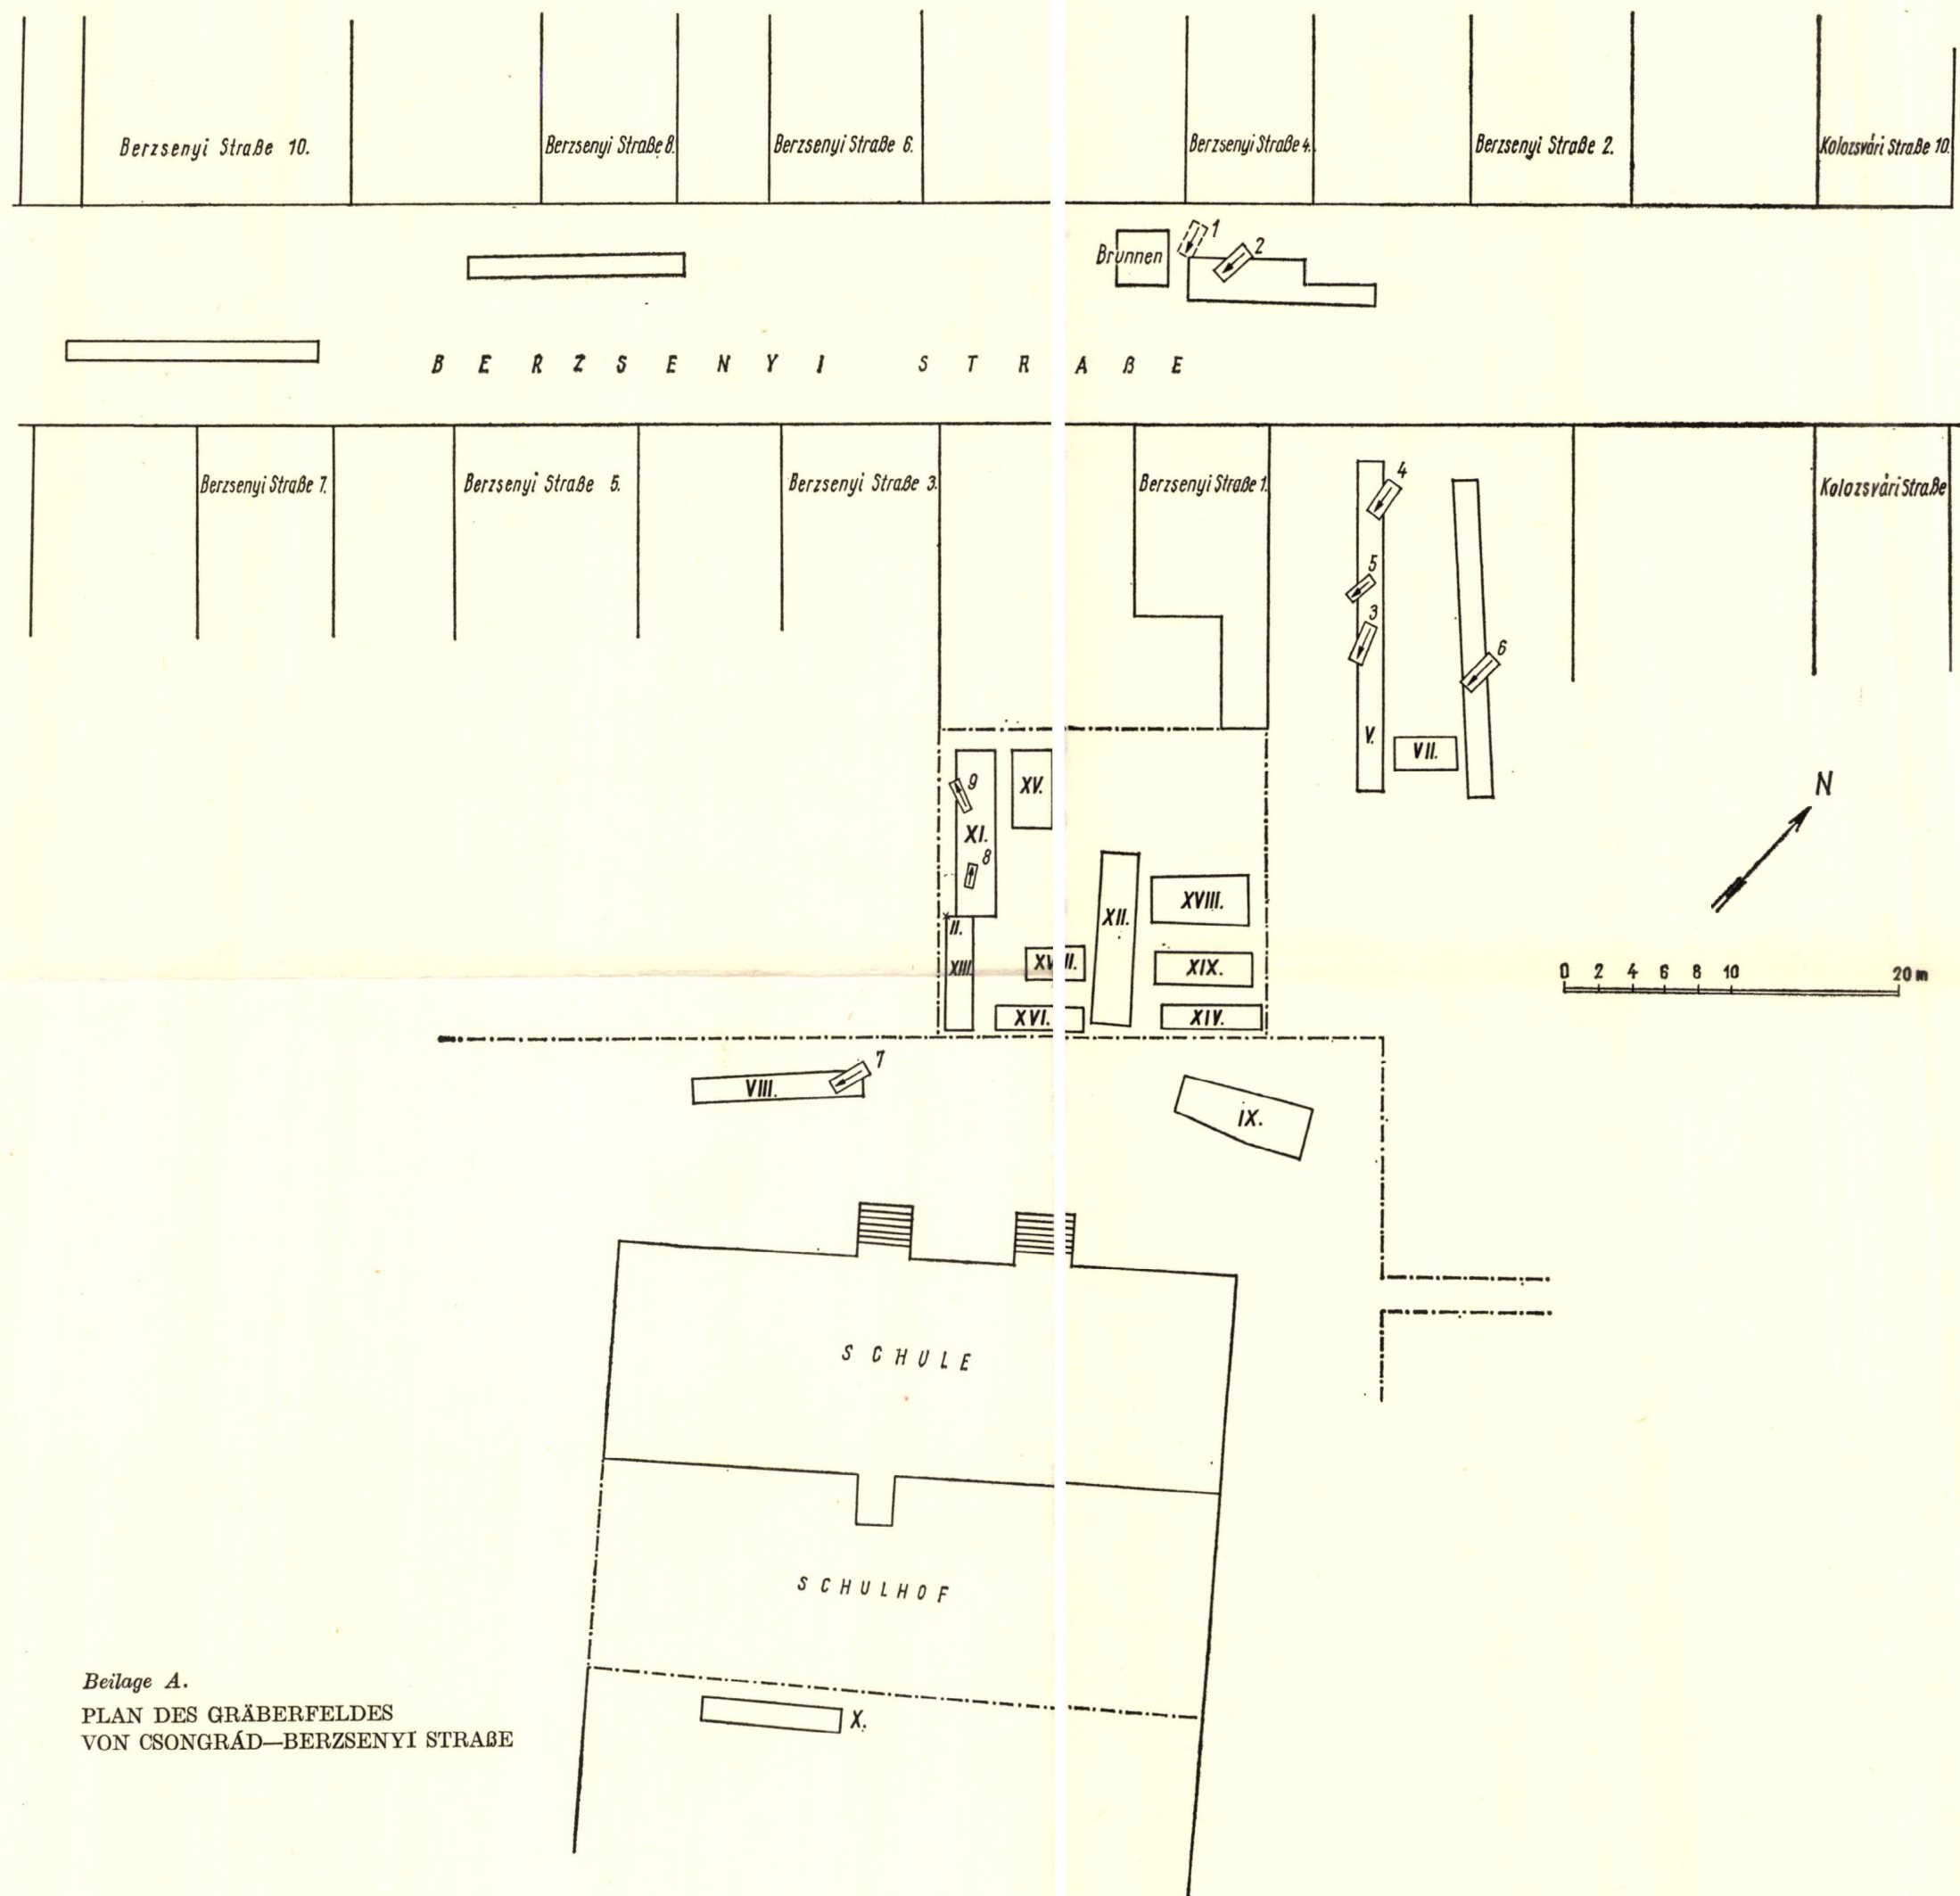 Berzsenyi Straße 10.
Berzsenyi Straße 8.
Berzsenyi Straße 6.
Berzsenyi Straße 4.
Berzsenyi Straße 2.
Kolozsvári Straße 10.
1
2
Brunnen
BERZSENYI STRAßE
Berzsenyi Straße 7.
Berzsenyi Straße 5.
Berzsenyi Straße 3.
Berzsenyi Straße 1.
Kolozsvári Straße
4
5
3
6
V.
VII.
N
9
XV.
XI.
8
XII.
XVIII.
II.
XIII.
XVII.
XIX.
0 2 4 6 8 10 20 m
XVI.
XIV.
7
VIII.
IX.
SCHULE
SCHULHOF
X.
Beilage A.
PLAN DES GRÄBERFELDES
VON CSONGRÁD—BERZSENYI STRAßE